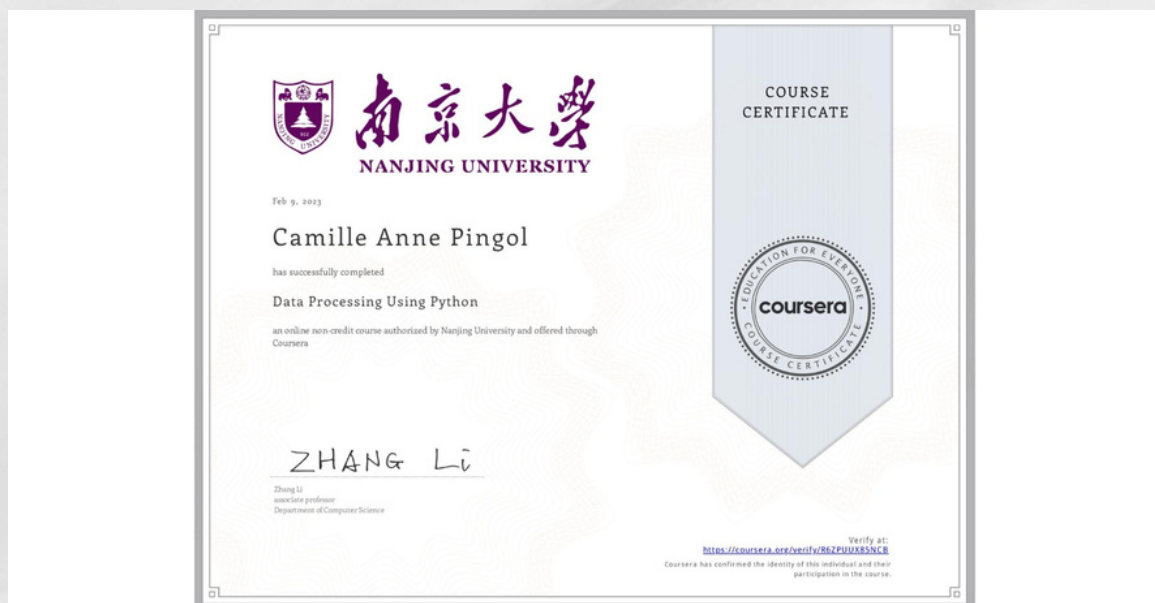 南京大學
NANJING UNIVERSITY
NANJING UNIVERSITY
Feb 9, 2023
Camille Anne Pingol
has successfully completed
Data Processing Using Python
an online non-credit course authorized by Nanjing University and offered through
Coursera
ZHANG Li
Zhang Li
associate professor
Department of Computer Science
COURSE
CERTIFICATE
EDUCATION FOR EVERYONE
coursera
COURSE CERTIFICATE
Verify at:
https://coursera.org/verify/R6ZPUUX85NCB
Coursera has confirmed the identity of this individual and their
participation in the course.